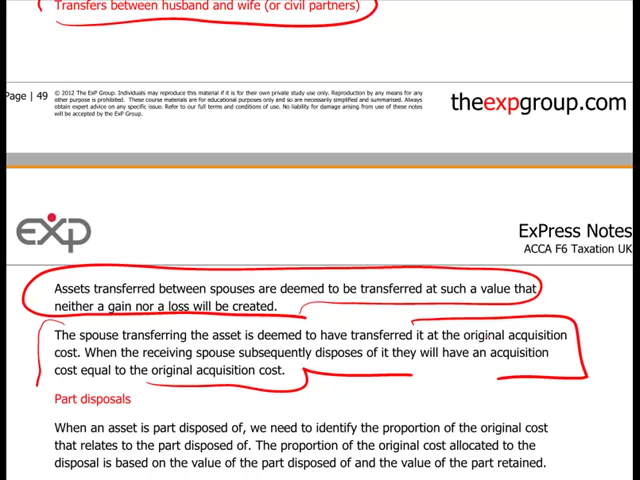 Transfers between husband and wife (or civil partners)
Page | 49
© 2012 The ExP Group. Individuals may reproduce this material if it is for their own private study use only. Reproduction by any means for any
other purpose is prohibited. These course materials are for educational purposes only and so are necessarily simplified and summarised. Always
obtain expert advice on any specific issue. Refer to our full terms and conditions of use. No liability for damage arising from use of these notes
will be accepted by the ExP Group.
theexpgroup.com
exp
ExPress Notes
ACCA F6 Taxation UK
Assets transferred between spouses are deemed to be transferred at such a value that
neither a gain nor a loss will be created.
The spouse transferring the asset is deemed to have transferred it at the original acquisition
cost. When the receiving spouse subsequently disposes of it they will have an acquisition
cost equal to the original acquisition cost.
Part disposals
When an asset is part disposed of, we need to identify the proportion of the original cost
that relates to the part disposed of. The proportion of the original cost allocated to the
disposal is based on the value of the part disposed of and the value of the part retained.